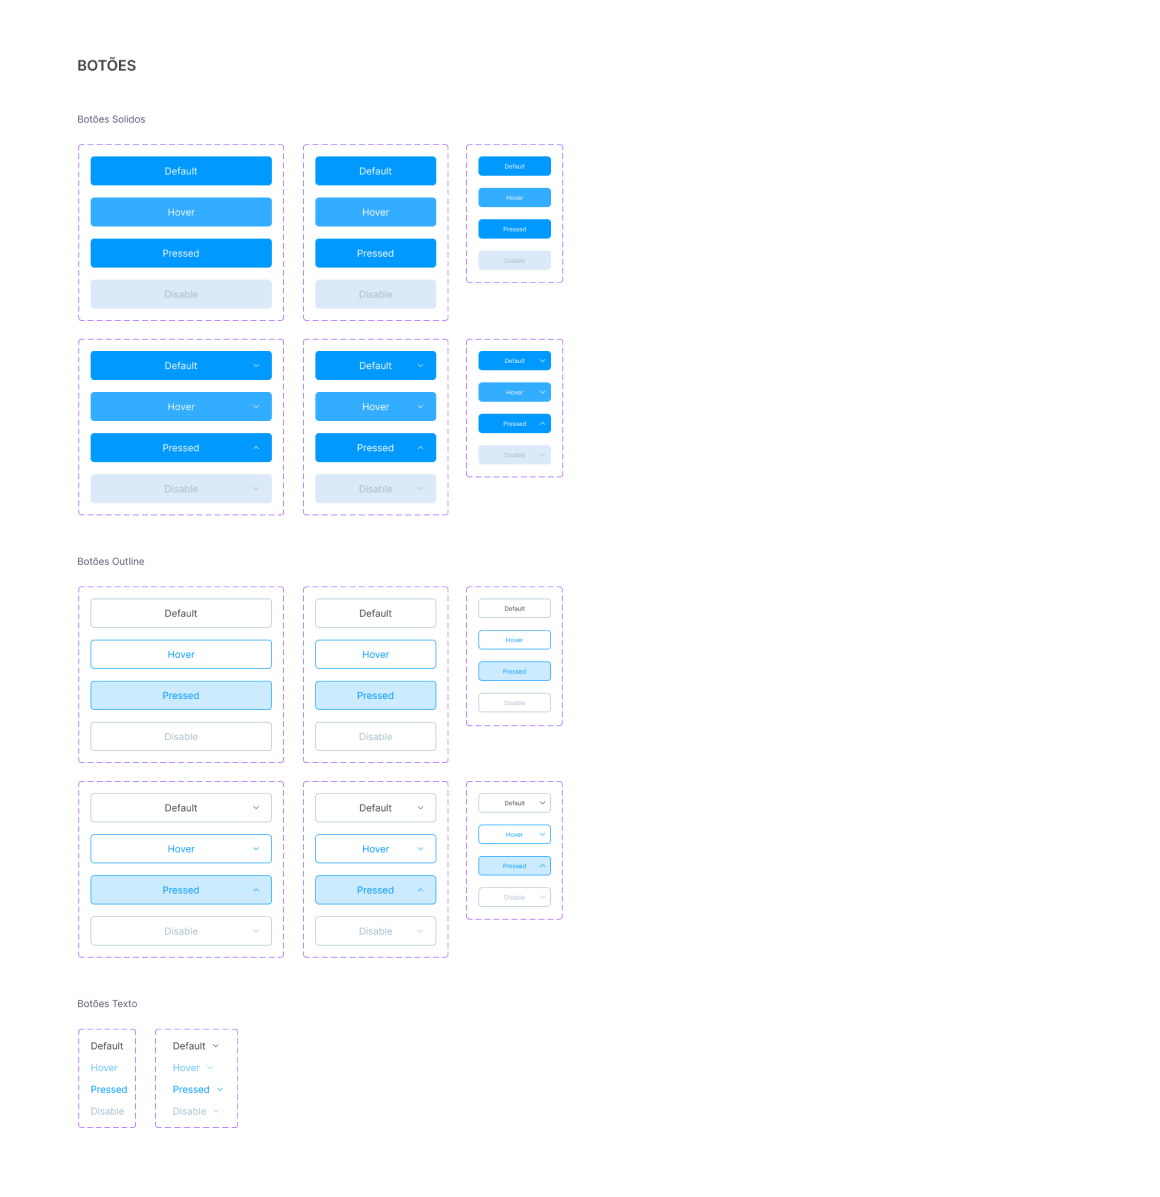 BOTÕES
Botões Solidos
Default
Hover
Pressed
Disable
Default
Hover
Pressed
Disable
Default
Hover
Pressed
Disable
Default
Hover
Pressed
Disable
Default
Hover
Pressed
Disable
Default
Hover
Pressed
Disable
Botões Outline
Default
Hover
Pressed
Disable
Default
Hover
Pressed
Disable
Default
Hover
Pressed
Disable
Default
Hover
Pressed
Disable
Default
Hover
Pressed
Disable
Default
Hover
Pressed
Disable
Botões Texto
Default
Hover
Pressed
Disable
Default
Hover
Pressed
Disable